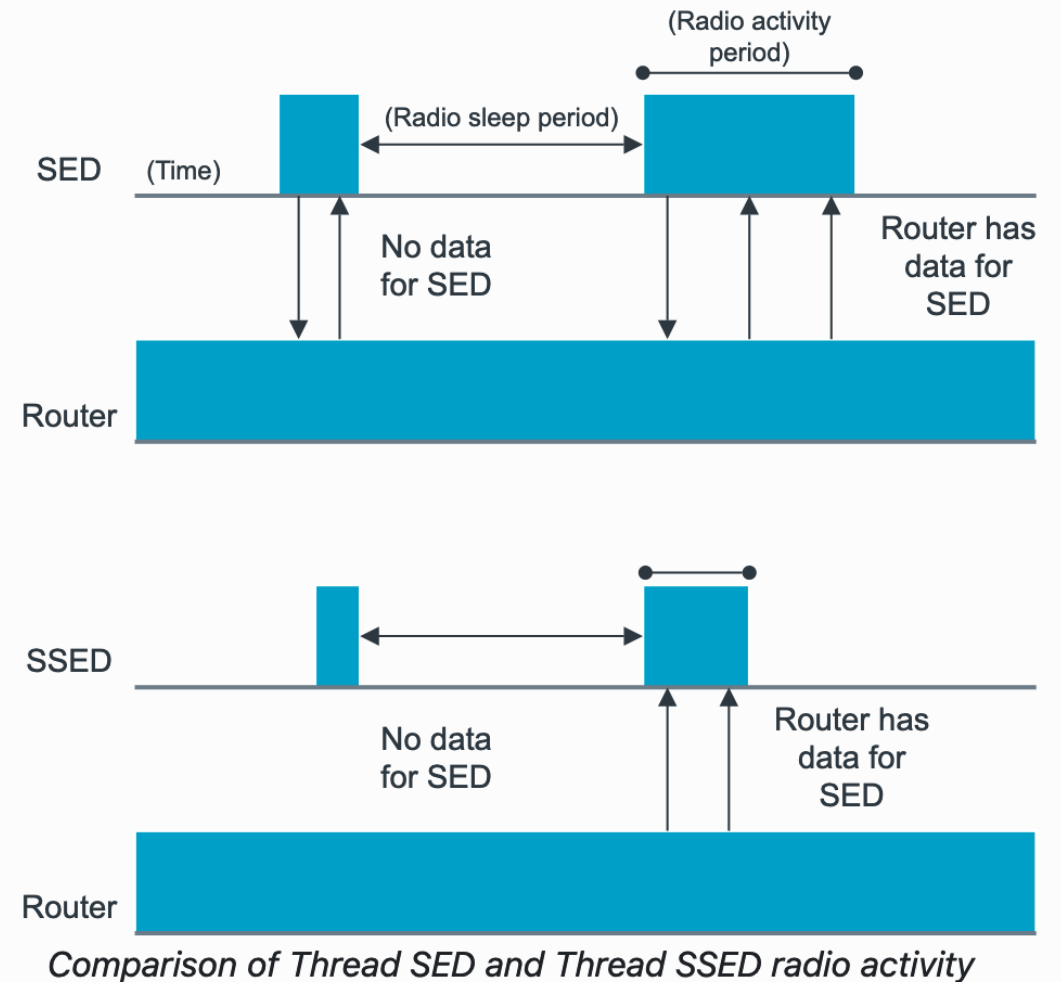 (Radio activity
period)
(Radio sleep period)
SED
(Time)
No data
for SED
Router has
data for
SED
Router
SSED
No data
for SED
Router has
data for
SED
Router
Comparison of Thread SED and Thread SSED radio activity